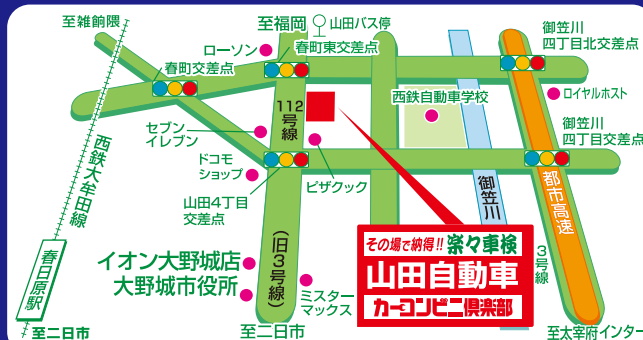 至雑餉隈
至福岡
山田バス停
御笠川
四丁目北交差点
ローソン
春町東交差点
春町交差点
ロイヤルホスト
西鉄自動車学校
112
号線
セブン
イレブン
御笠川
四丁目交差点
西鉄大牟田線
ドコモ
ショップ
ピザクック
山田4丁目
交差点
御笠川
都市高速
(旧3号線)
その場で納得!! 楽々車検
山田自動車
カーコンビニ倶楽部
3号線
春日原駅
イオン大野城店
大野城市役所
ミスター
マックス
至二日市
至二日市
至太宰府インター